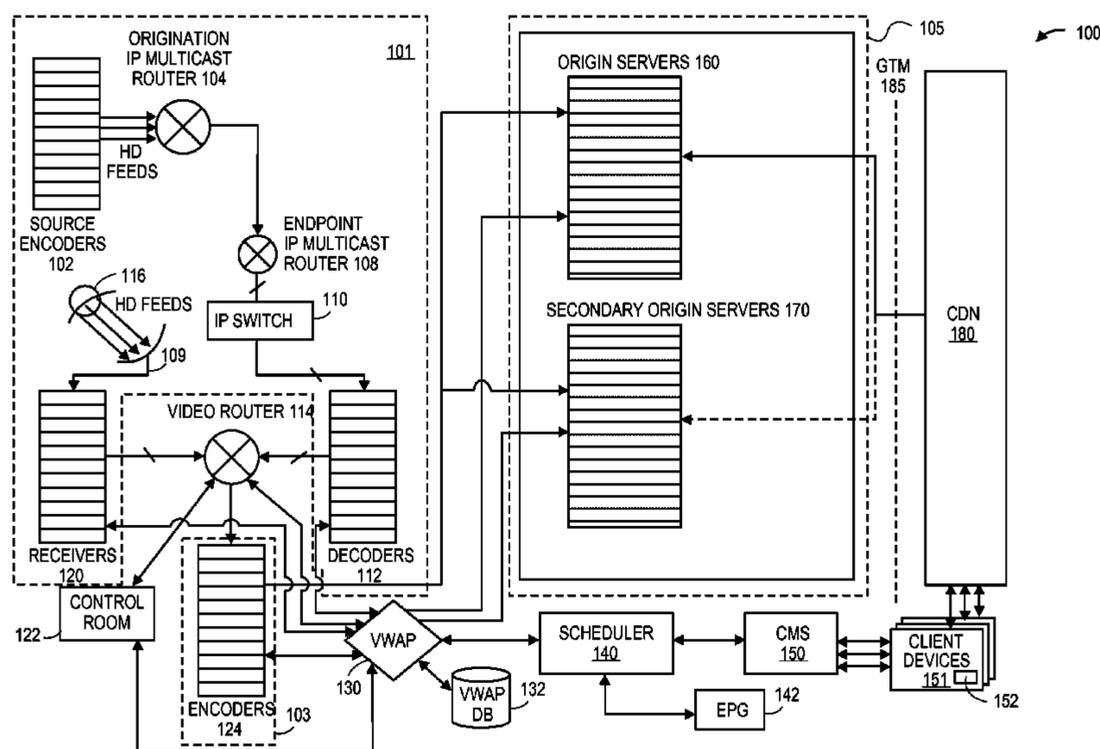 ORIGINATION
IP MULTICAST
ROUTER 104
101
HD
FEEDS
SOURCE
ENCODERS
102
ENDPOINT
IP MULTICAST
ROUTER 108
116
HD FEEDS
110
IP SWITCH
109
VIDEO ROUTER 114
RECEIVERS
120
DECODERS
112
CONTROL
ROOM
122
ENCODERS
124
103
105
ORIGIN SERVERS 160
SECONDARY ORIGIN SERVERS 170
GTM
185
100
CDN
180
VWAP
130
VWAP
DB
132
SCHEDULER
140
EPG
142
CMS
150
CLIENT
DEVICES
151
152